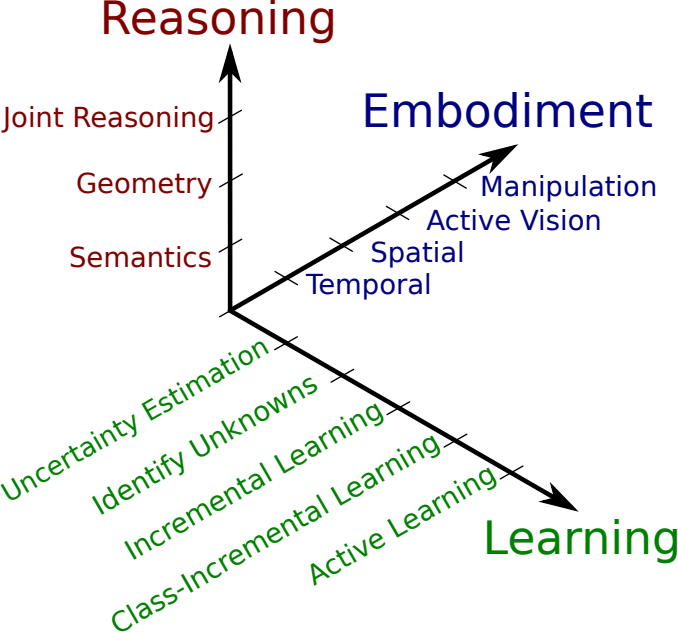 Reasoning
Joint Reasoning
Geometry
Semantics
Embodiment
Manipulation
Active Vision
Spatial
Temporal
Uncertainty Estimation
Identify Unknowns
Incremental Learning
Class-Incremental Learning
Active Learning
Learning